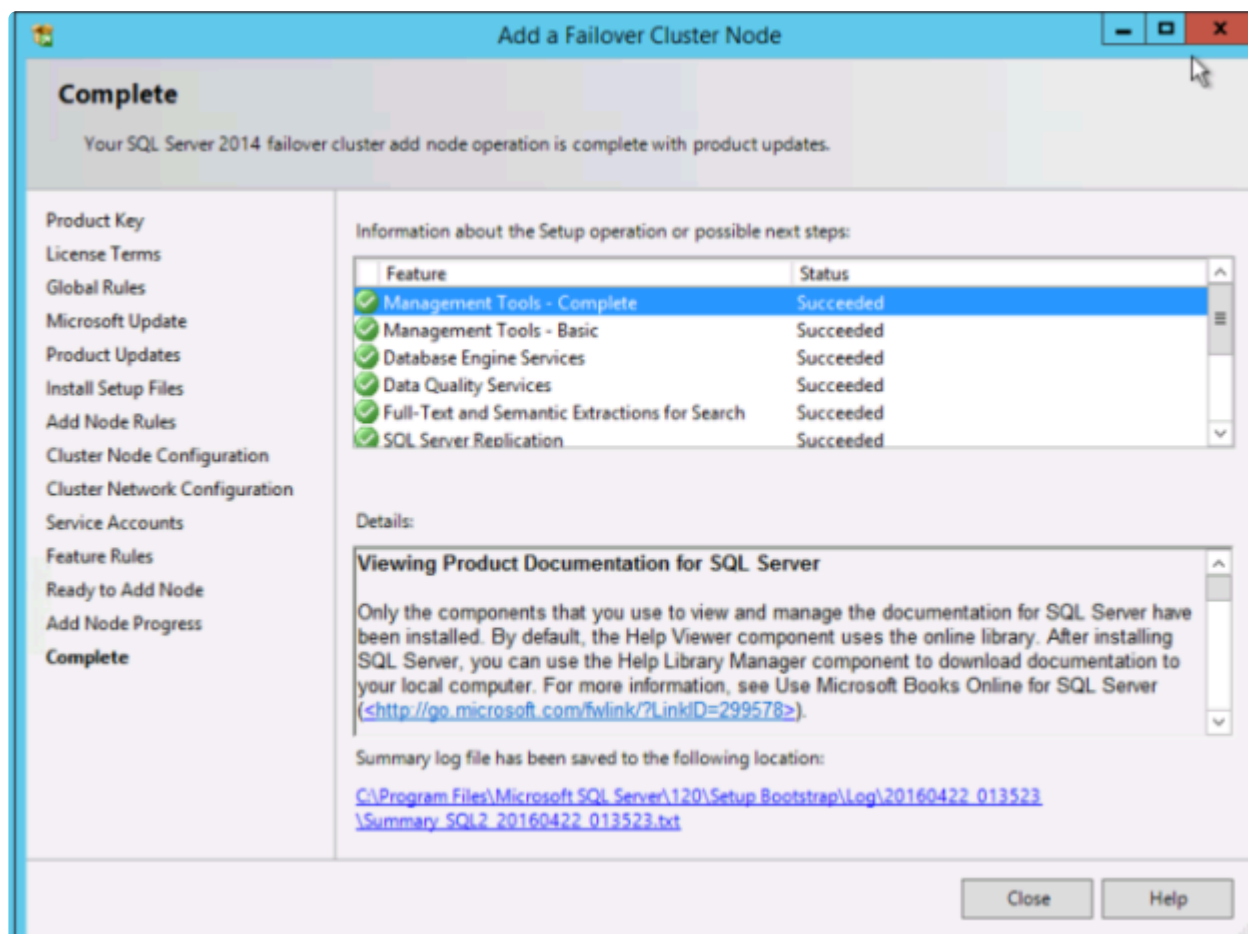 Add a Failover Cluster Node
Complete
Your SQL Server 2014 failover cluster add node operation is complete with product updates.
Product Key
License Terms
Global Rules
Microsoft Update
Product Updates
Install Setup Files
Add Node Rules
Cluster Node Configuration
Cluster Network Configuration
Service Accounts
Feature Rules
Ready to Add Node
Add Node Progress
Complete
Information about the Setup operation or possible next steps:
Feature Status
Management Tools - Complete Succeeded
Management Tools - Basic Succeeded
Database Engine Services Succeeded
Data Quality Services Succeeded
Full-Text and Semantic Extractions for Search Succeeded
SQL Server Replication Succeeded
Details:
Viewing Product Documentation for SQL Server
Only the components that you use to view and manage the documentation for SQL Server have
been installed. By default, the Help Viewer component uses the online library. After installing
SQL Server, you can use the Help Library Manager component to download documentation to
your local computer. For more information, see Use Microsoft Books Online for SQL Server
(<http://go.microsoft.com/fwlink/?LinkID=299578>).
Summary log file has been saved to the following location:
C:\Program Files\Microsoft SQL Server\120\Setup Bootstrap\Log\20160422_013523
\Summary_SQL2_20160422_013523.txt
Close Help